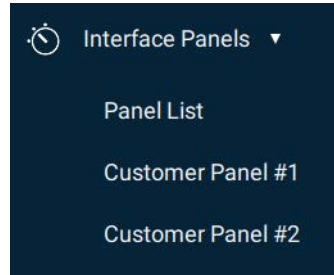 Interface Panels ▼
Panel List
Customer Panel #1
Customer Panel #2